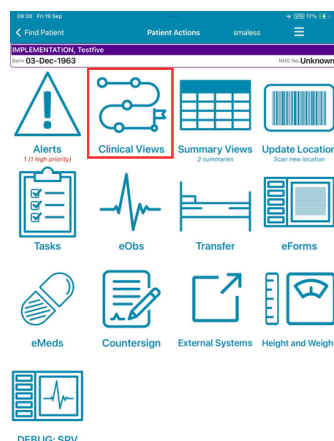 09:30 Fri 19 Sep
VPN 17%
Find Patient Patient Actions smaless
IMPLEMENTATION, Testfive
Born 03-Dec-1963 NHS No. Unknown
Alerts Clinical Views Summary Views Update Location
1 (1 high priority) 2 summaries Scan new location
Tasks eObs Transfer eForms
eMeds Countersign External Systems Height and Weight
DEBUG: SPV